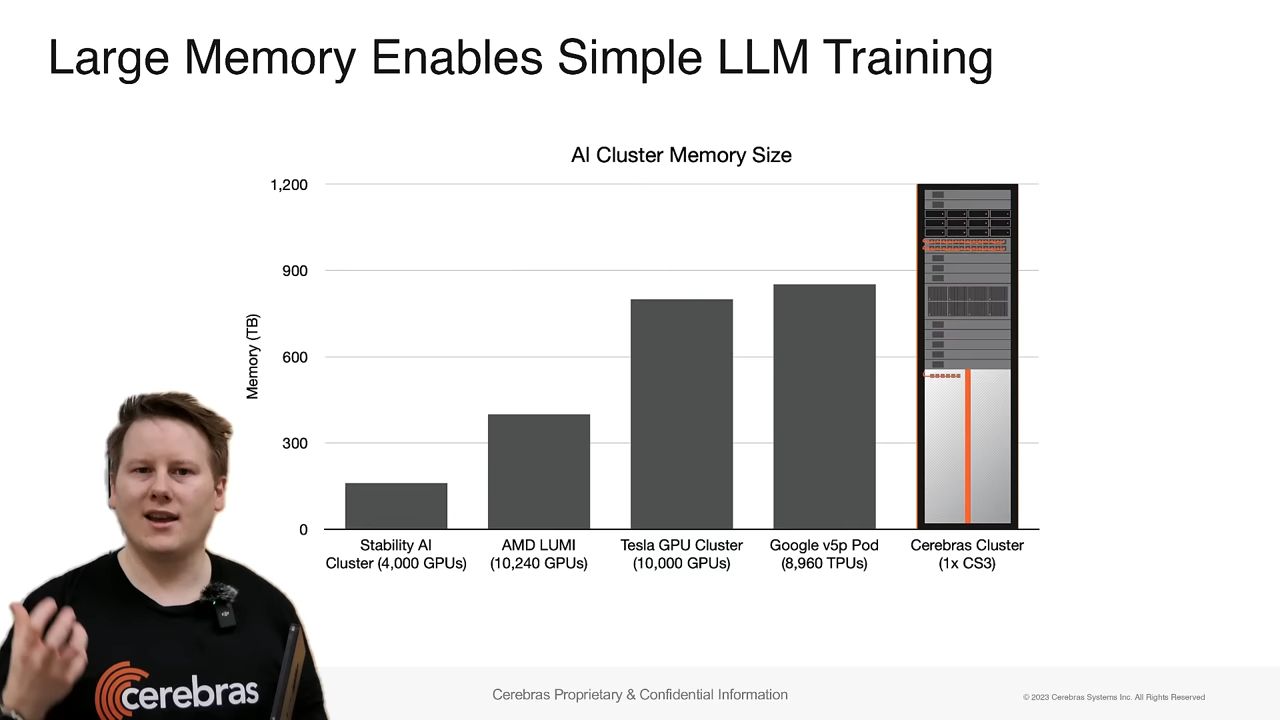 Large Memory Enables Simple LLM Training
AI Cluster Memory Size
1,200
900
600
300
0
Memory (TB)
Stability AI
Cluster (4,000 GPUs)
AMD LUMI
(10,240 GPUs)
Tesla GPU Cluster
(10,000 GPUs)
Google v5p Pod
(8,960 TPUs)
Cerebras Cluster
(1x CS3)
cerebras
Cerebras Proprietary & Confidential Information
© 2023 Cerebras Systems Inc. All Rights Reserved